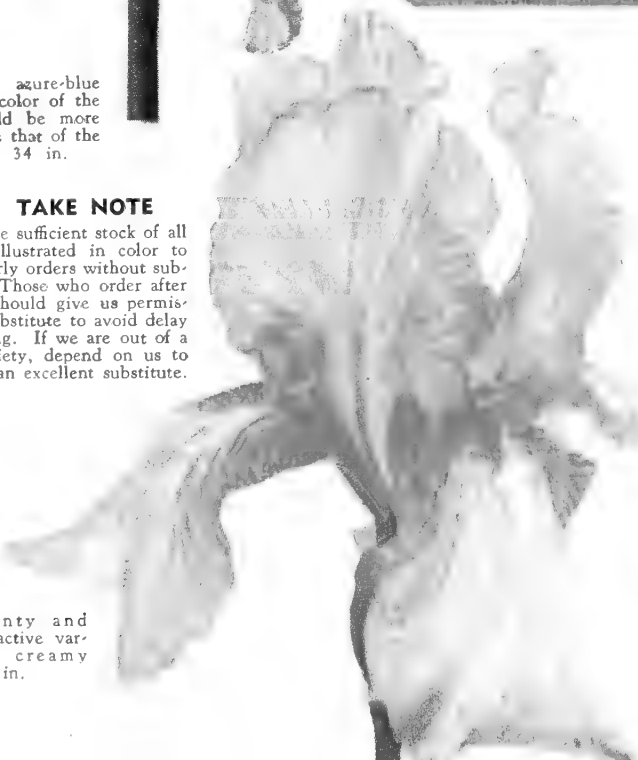 azure-blue
color of the
ld be more
that of the
34 in.
TAKE NOTE
e sufficient stock of all
llustrated in color to
rly orders without sub-
Those who order after
hould give us permis-
bstitute to avoid delay
g. If we are out of a
iety, depend on us to
an excellent substitute.
nty and
active var-
creamy
in.